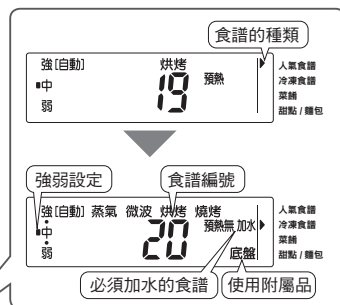 食譜的種類
強[自動] 烘烤
預熱
中
弱
19
人氣食譜
冷凍食譜
菜餚
甜點 / 麵包
強弱設定
食譜編號
強[自動] 蒸氣 微波 烘烤 燒烤
中
弱
20
預熱無 加水
底盤
人氣食譜
冷凍食譜
菜餚
甜點 / 麵包
必須加水的食譜
使用附屬品